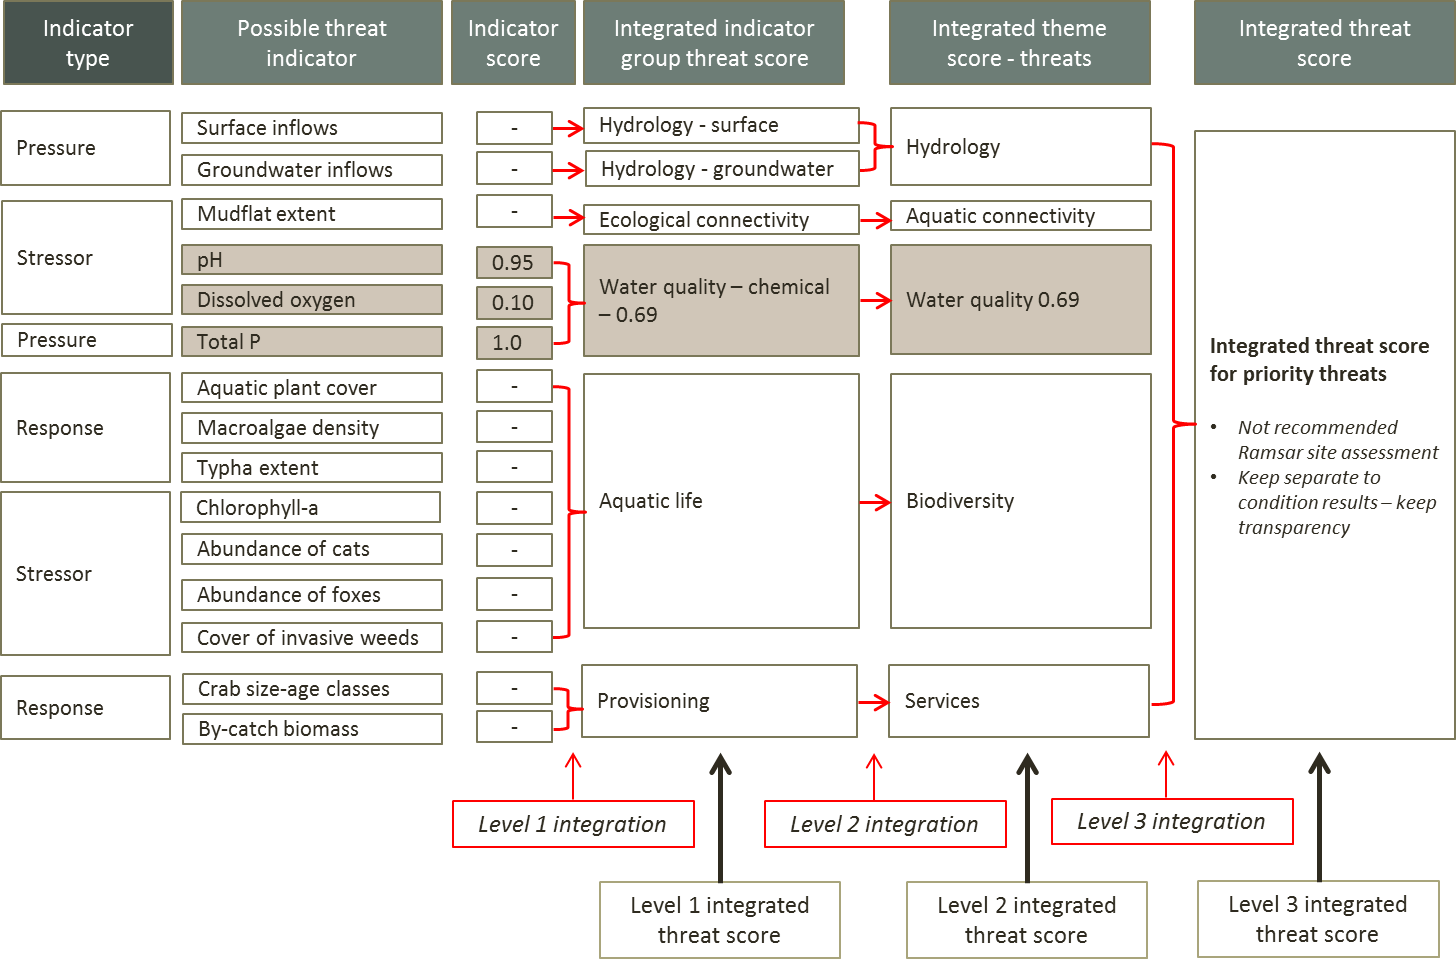 Indicator
type
Possible threat
indicator
Indicator
score
Integrated indicator
group threat score
Integrated theme
score - threats
Integrated threat
score
Pressure
Surface inflows
-
Hydrology - surface
Hydrology
Groundwater inflows
-
Hydrology - groundwater
Stressor
Mudflat extent
-
Ecological connectivity
Aquatic connectivity
pH
0.95
Water quality – chemical
– 0.69
Water quality 0.69
Dissolved oxygen
0.10
Pressure
Total P
1.0
Response
Aquatic plant cover
-
Macroalgae density
-
Typha extent
-
Stressor
Chlorophyll-a
-
Abundance of cats
-
Abundance of foxes
-
Cover of invasive weeds
-
Aquatic life
Biodiversity
Response
Crab size-age classes
-
By-catch biomass
-
Provisioning
Services
Integrated threat score
for priority threats
• Not recommended
Ramsar site assessment
• Keep separate to
condition results – keep
transparency
Level 1 integration
Level 2 integration
Level 3 integration
Level 1 integrated
threat score
Level 2 integrated
threat score
Level 3 integrated
threat score